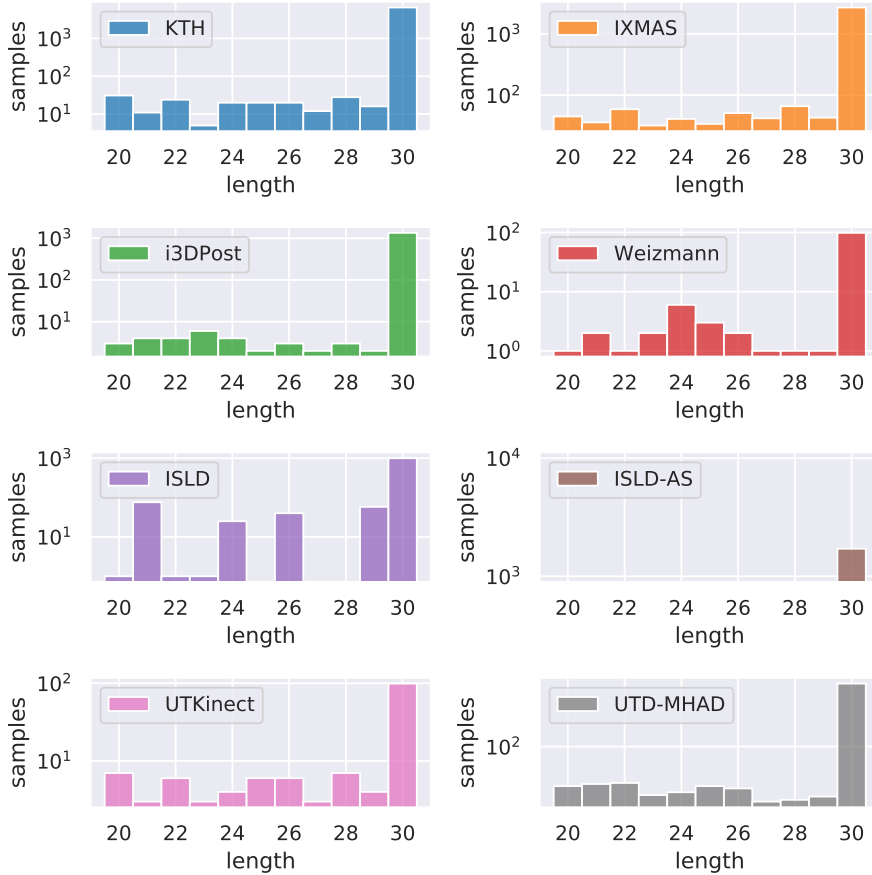 KTH
samples
10³
10²
10¹
20 22 24 26 28 30
length
IXMAS
samples
10³
10²
20 22 24 26 28 30
length
i3DPost
samples
10³
10²
10¹
20 22 24 26 28 30
length
Weizmann
samples
10²
10¹
10⁰
20 22 24 26 28 30
length
ISLD
samples
10³
10¹
20 22 24 26 28 30
length
ISLD-AS
samples
10⁴
10³
20 22 24 26 28 30
length
UTKinect
samples
10²
10¹
20 22 24 26 28 30
length
UTD-MHAD
samples
10²
20 22 24 26 28 30
length